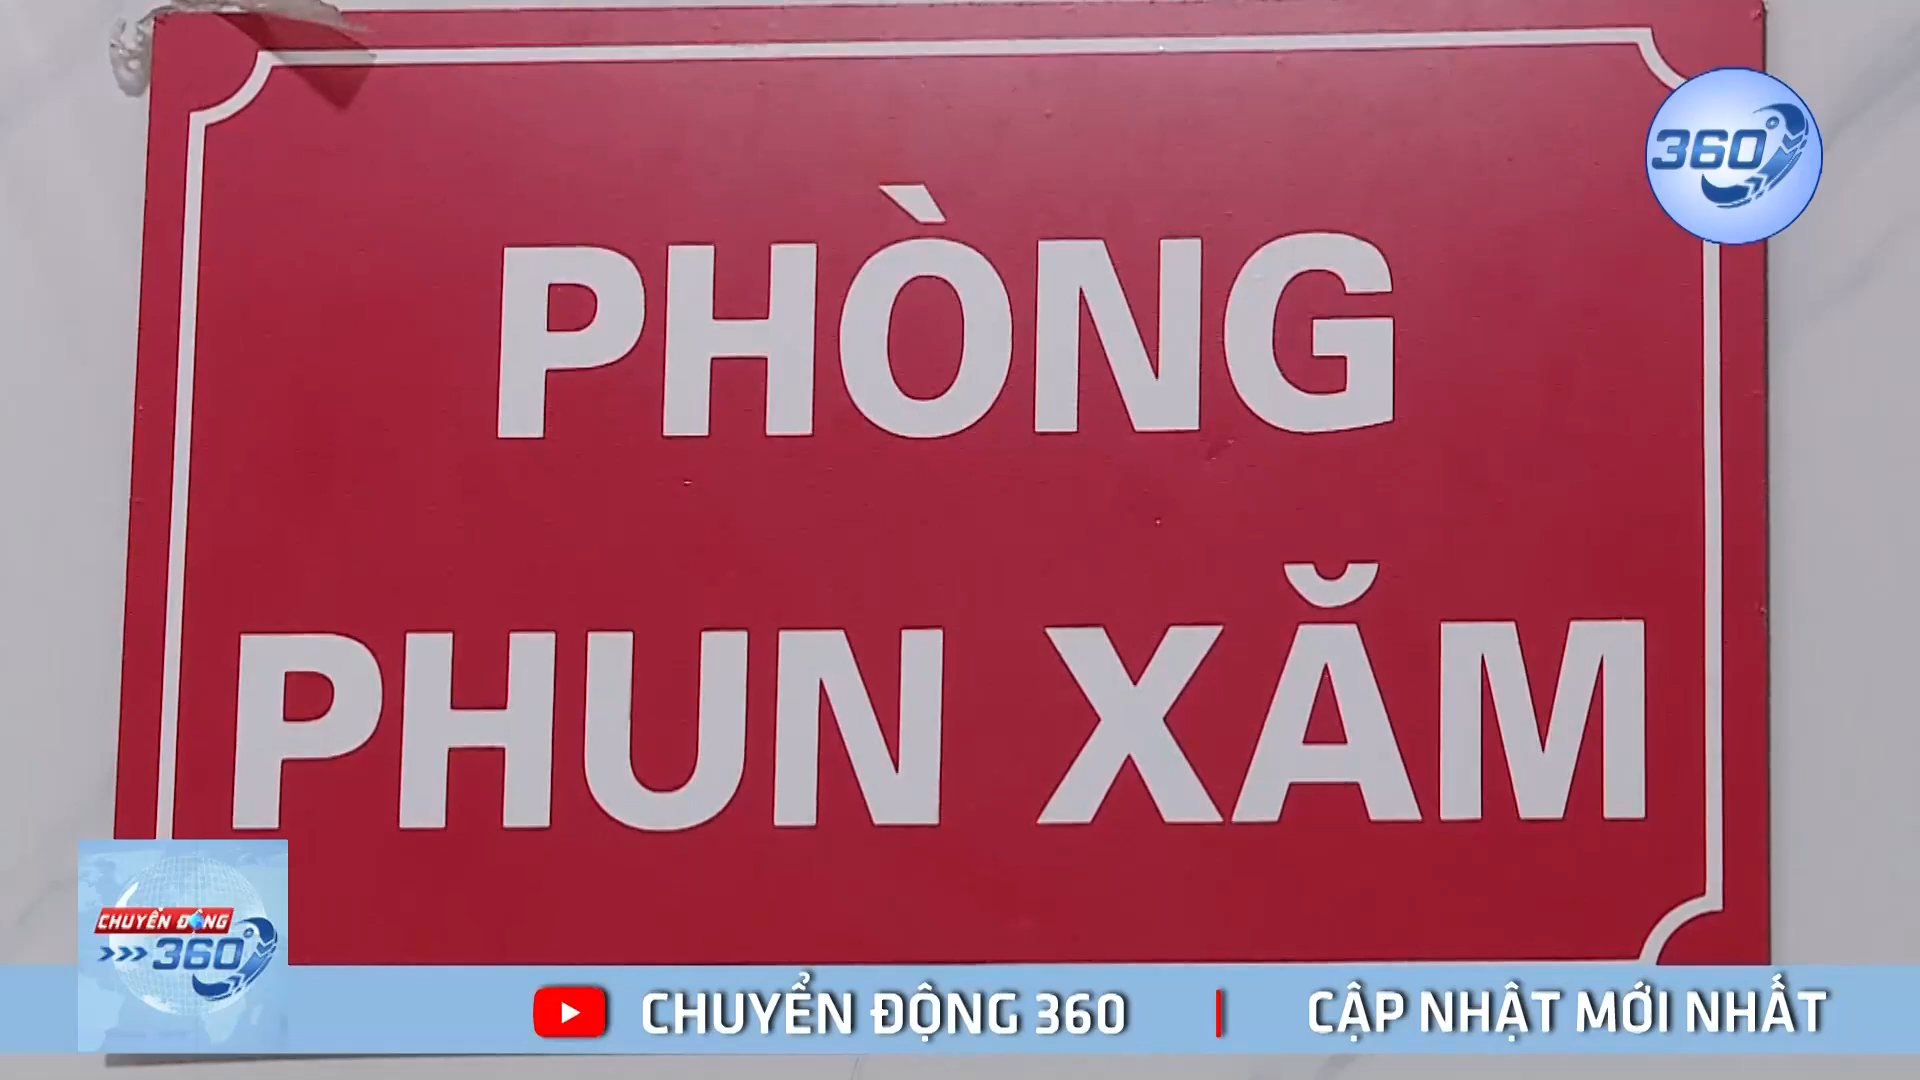 360°
PHÒNG
PHUN XĂM
CHUYỂN ĐỘNG
360°
CHUYỂN ĐỘNG 360 | CẬP NHẬT MỚI NHẤT